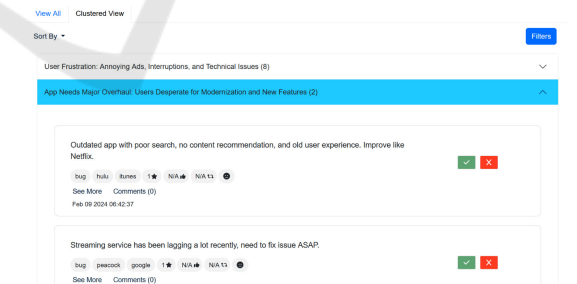 View All Clustered View
Sort By
Filters
User Frustration: Annoying Ads, Interruptions, and Technical Issues (8)
App Needs Major Overhaul: Users Desperate for Modernization and New Features (2)
Outdated app with poor search, no content recommendation, and old user experience. Improve like
Netflix.
X
bug hulu itunes 1★ N/A N/A
See More Comments (0)
Feb 09 2024 06:42:37
Streaming service has been lagging a lot recently, need to fix issue ASAP.
X
bug peacock google 1★ N/A N/A
See More Comments (0)